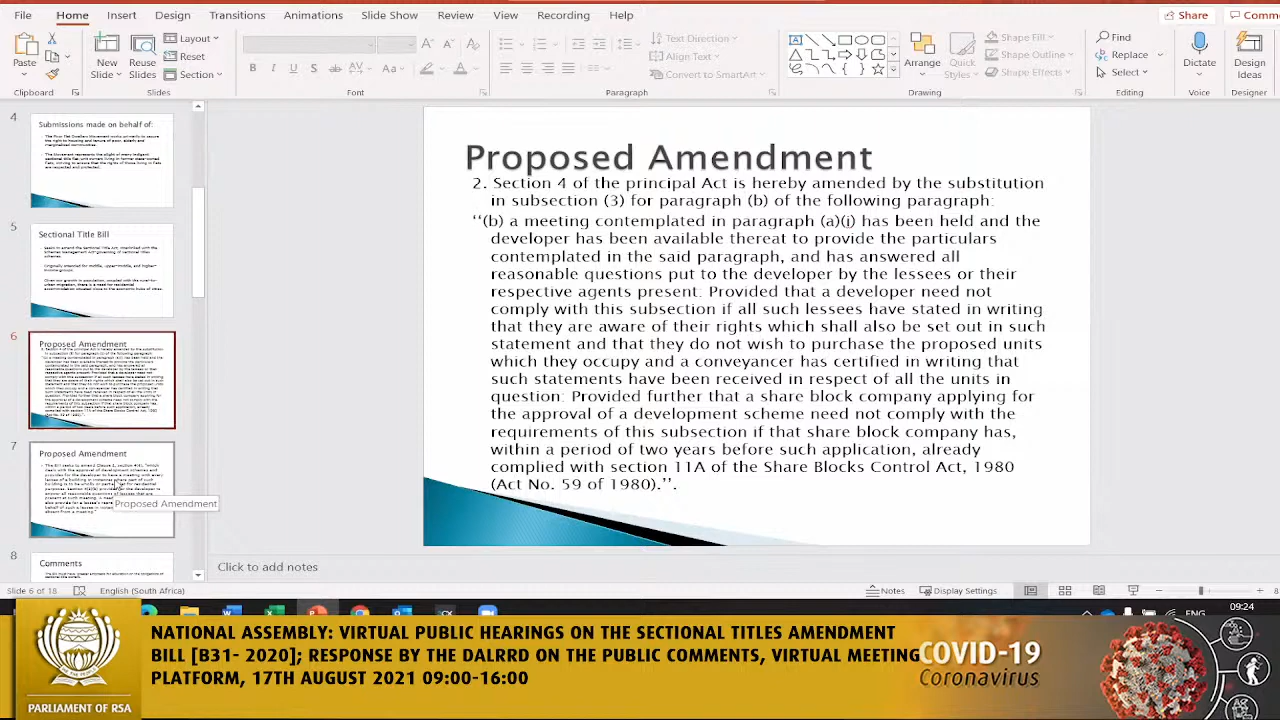 File Home Insert Design Transitions Animations Slide Show Review View Recording Help Share Comm
Paste New Slide Reuse Slides Layout Reset Section
Text Direction Align Text Convert to SmartArt
Arrange Quick Styles Shape Fill Shape Outline Shape Effects
Find Replace Select Dictate Design Ideas
Clipboard Slides Font Paragraph Drawing Editing Voice Designer
4
Submissions made on behalf of:
5
Sectional Title Bill
6
Proposed Amendment
7
Proposed Amendment
Proposed Amendment
8
Comments
Proposed Amendment
2. Section 4 of the principal Act is hereby amended by the substitution
in subsection (3) for paragraph (b) of the following paragraph:
‘‘(b) a meeting contemplated in paragraph (a)(i) has been held and the
developer has been available thereat to provide the particulars
contemplated in the said paragraph, and has answered all
reasonable questions put to thedeveloper by the lessees or their
respective agents present: Provided that a developer need not
comply with this subsection if all such lessees have stated in writing
that they are aware of their rights which shall also be set out in such
statement and that they do not wish to purchase the proposed units
which they occupy and a conveyancer has certified in writing that
such statements have been received in respect of all the units in
question: Provided further that a share block company applying for
the approval of a development scheme need not comply with the
requirements of this subsection if that share block company has,
within a period of two years before such application, already
complied with section 11A of the Share Blocks Control Act, 1980
(Act No. 59 of 1980).’’.
Click to add notes
Slide 6 of 18 English (South Africa) Notes Display Settings
ENG 09:24
NATIONAL ASSEMBLY: VIRTUAL PUBLIC HEARINGS ON THE SECTIONAL TITLES AMENDMENT
BILL [B31- 2020]; RESPONSE BY THE DALRRD ON THE PUBLIC COMMENTS, VIRTUAL MEETING
PLATFORM, 17TH AUGUST 2021 09:00-16:00
COVID-19
Coronavirus
PARLIAMENT OF RSA